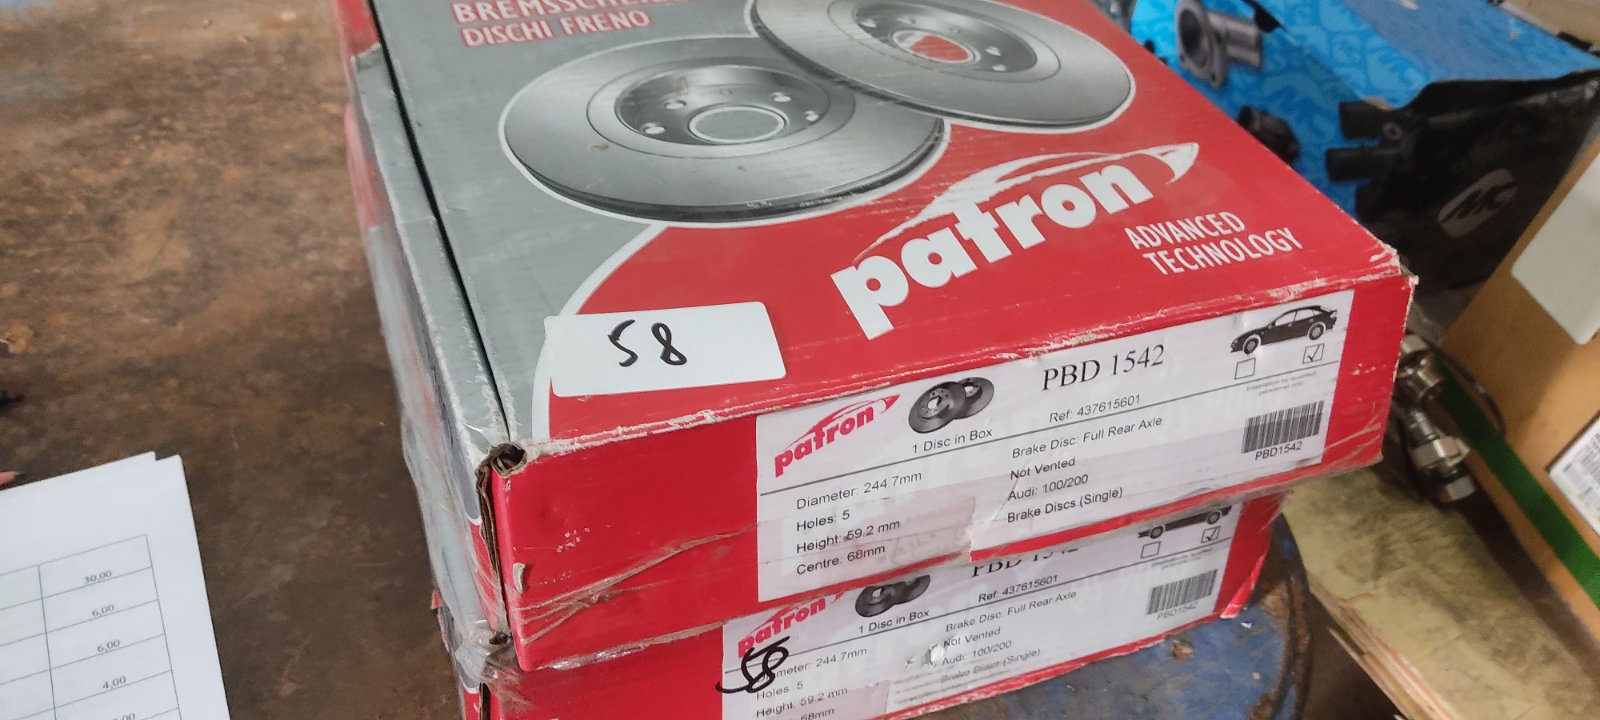 DISCHI FRENO
patron
ADVANCED
TECHNOLOGY
58
patron
1 Disc in Box
PBD 1542
Ref: 437615601
Diameter: 244.7mm
Holes: 5
Height: 59.2 mm
Centre: 68mm
Brake Disc: Full Rear Axle
Not Vented
Audi: 100/200
Brake Discs (Single)
PBD1542
patron
58
1 Disc in Box
PBD 1542
Ref: 437615601
244.7mm
Holes: 5
Height: 59.2 mm
68mm
Brake Disc: Full Rear Axle
Not Vented
Audi: 100/200
Brake Discs (Single)
PBD1542
30,00
6,00
6,00
4,00